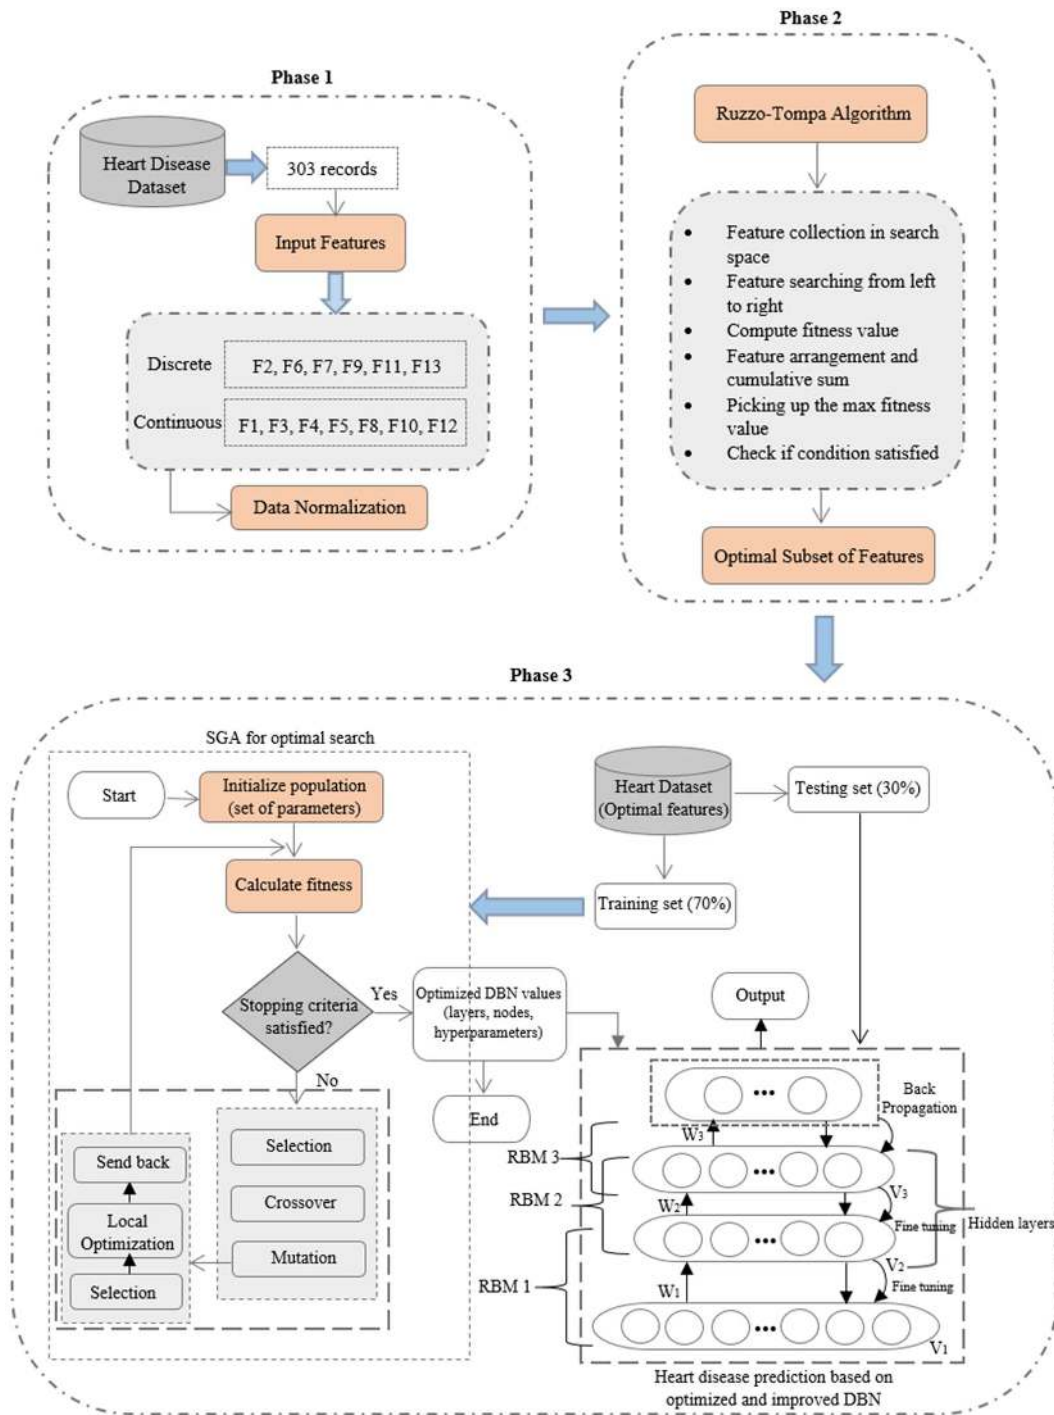 Phase 1
Heart Disease
Dataset
303 records
Input Features
Discrete
F2, F6, F7, F9, F11, F13
Continuous
F1, F3, F4, F5, F8, F10, F12
Data Normalization
Phase 2
Ruzzo-Tompa Algorithm
• Feature collection in search
space
• Feature searching from left
to right
• Compute fitness value
• Feature arrangement and
cumulative sum
• Picking up the max fitness
value
• Check if condition satisfied
Optimal Subset of Features
Phase 3
SGA for optimal search
Start
Initialize population
(set of parameters)
Calculate fitness
Stopping criteria
satisfied?
Yes
No
Selection
Crossover
Mutation
Send back
Local
Optimization
Selection
Optimized DBN values
(layers, nodes,
hyperparameters)
End
Heart Dataset
(Optimal features)
Testing set (30%)
Training set (70%)
Output
Back
Propagation
W3
RBM 3
RBM 2
V3
W2
Fine tuning
Hidden layers
V2
RBM 1
W1
Fine tuning
V1
Heart disease prediction based on
optimized and improved DBN